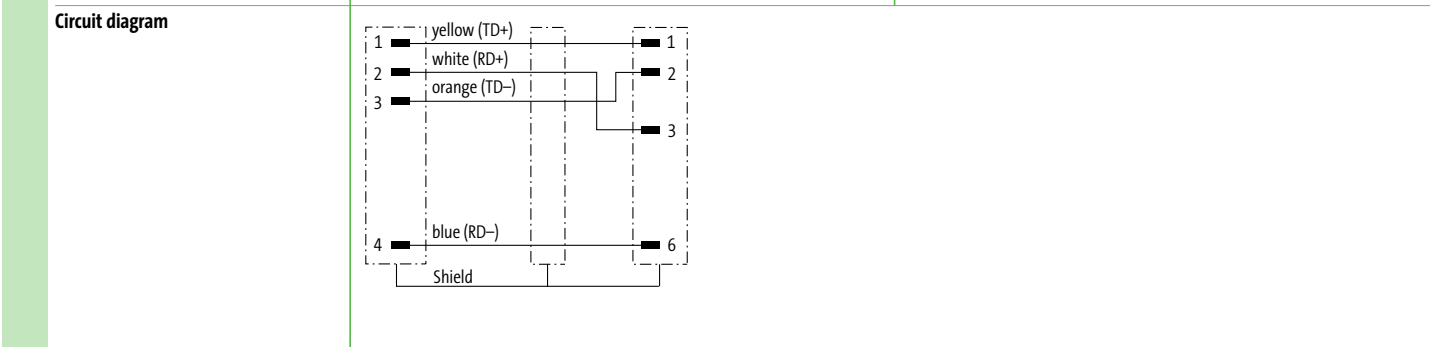 Circuit diagram
yellow (TD+)
1 1
white (RD+)
2 2
orange (TD–)
3
3
blue (RD–)
4 6
Shield